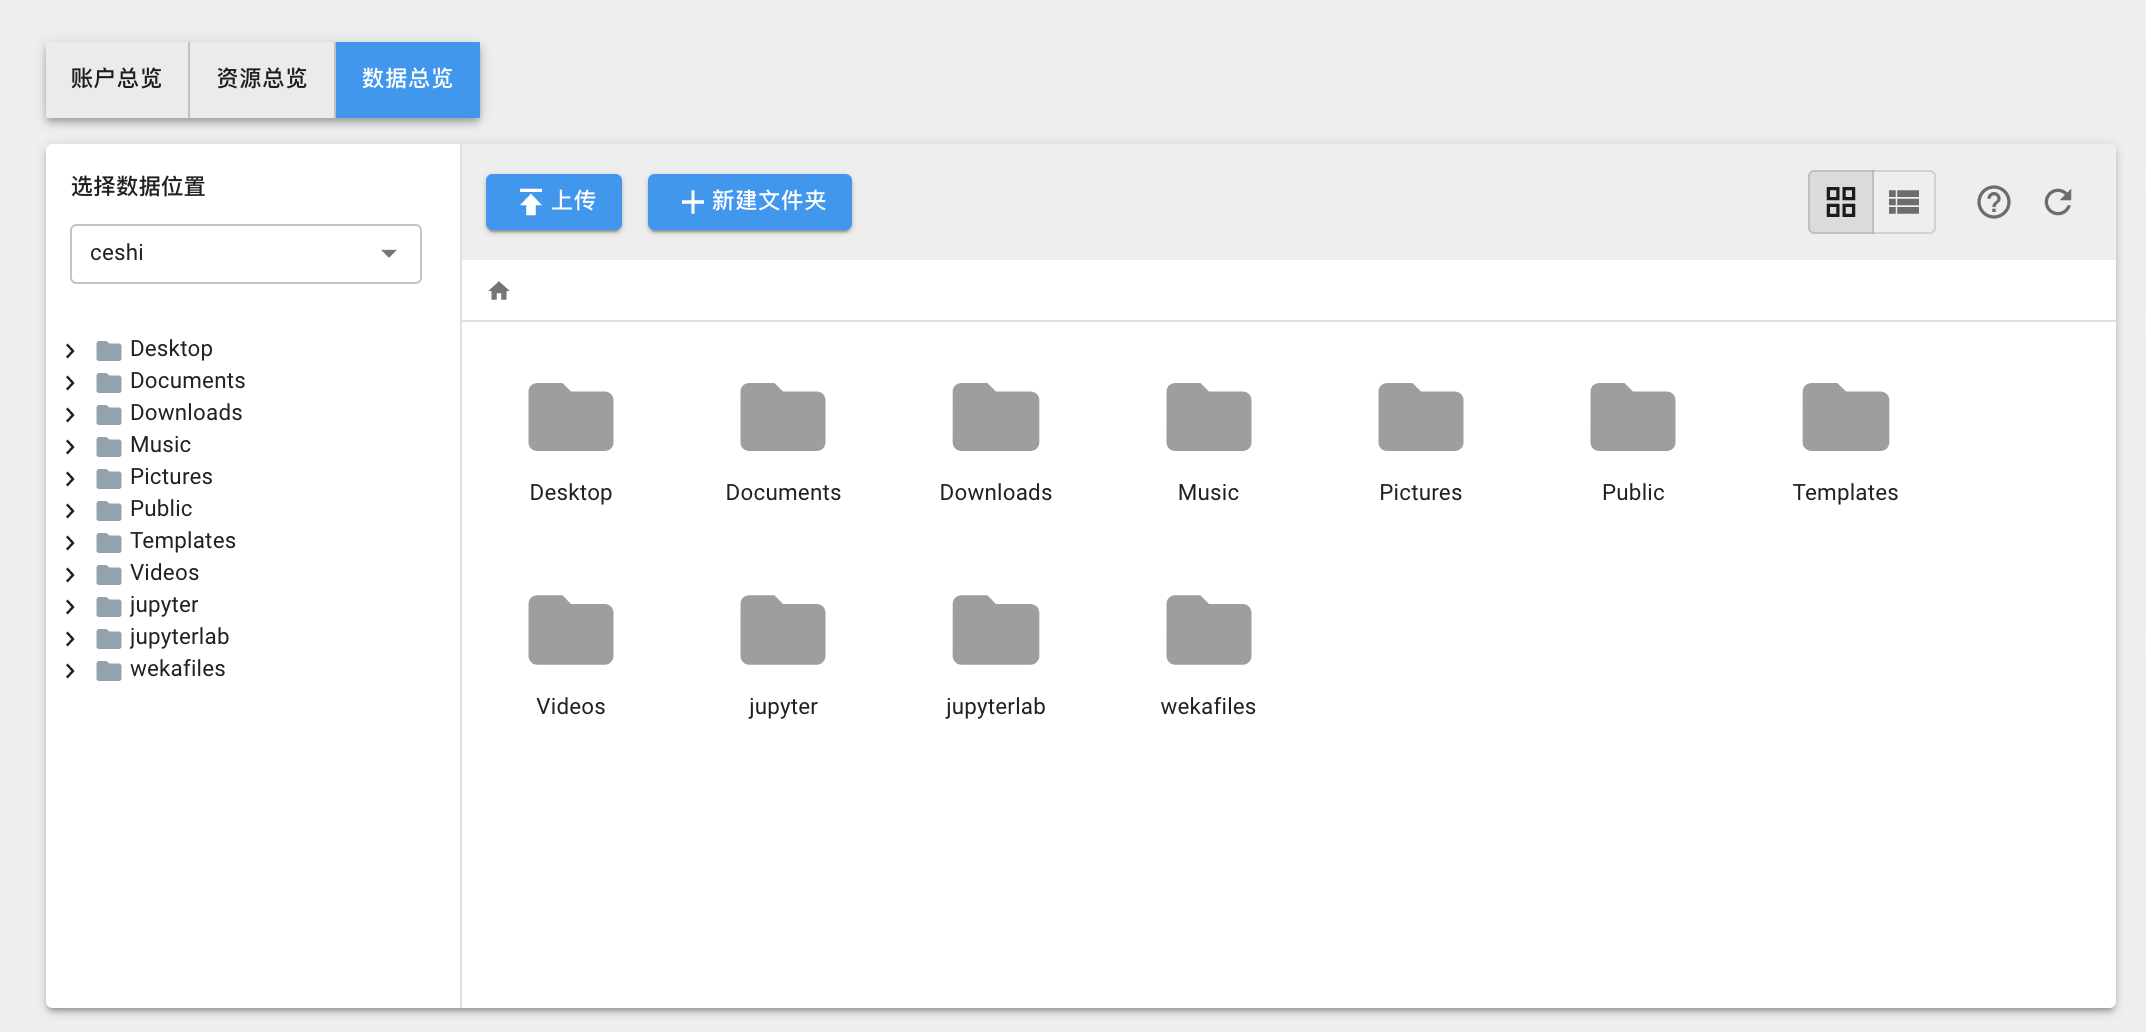 账户总览 资源总览 数据总览
选择数据位置
ceshi
Desktop
Documents
Downloads
Music
Pictures
Public
Templates
Videos
jupyter
jupyterlab
wekafiles
上传 新建文件夹
Desktop Documents Downloads Music Pictures Public Templates
Videos jupyter jupyterlab wekafiles